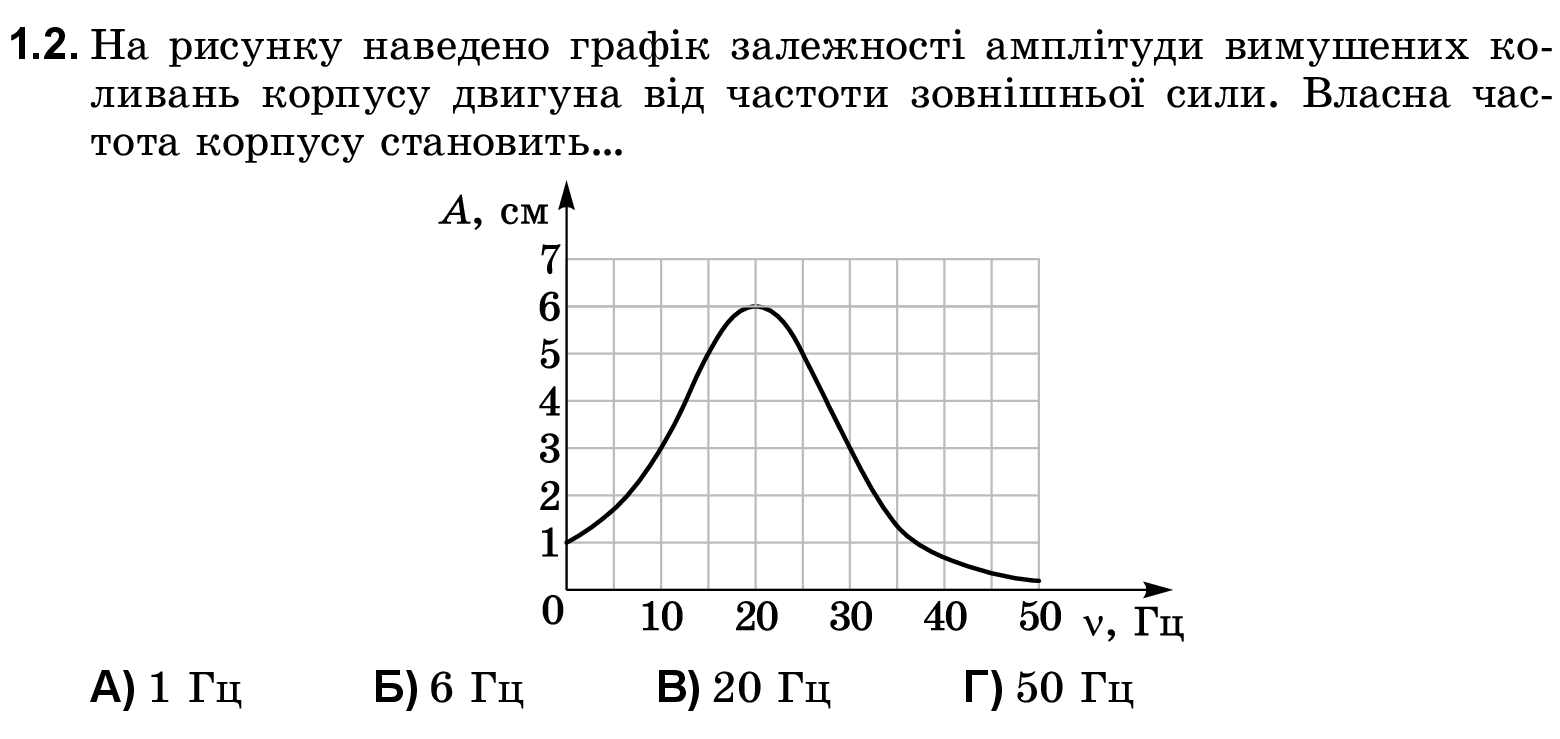 1.2. На рисунку наведено графік залежності амплітуди вимушених ко-
ливань корпусу двигуна від частоти зовнішньої сили. Власна час-
тота корпусу становить...
A, см
7
6
5
4
3
2
1
0 10 20 30 40 50 ν, Гц
А) 1 Гц Б) 6 Гц В) 20 Гц Г) 50 Гц